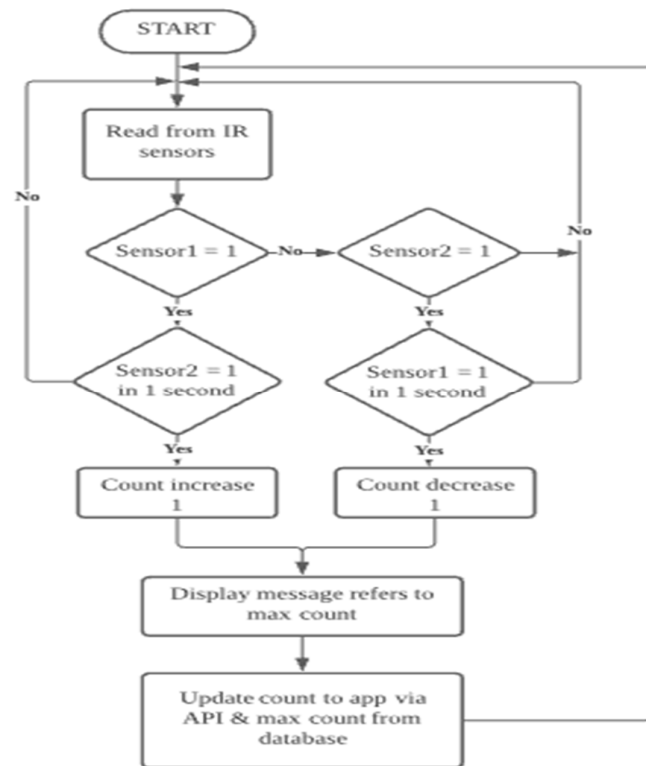 START
Read from IR
sensors
No
Sensor1 = 1
No
Sensor2 = 1
No
Yes
Yes
Sensor2 = 1
in 1 second
Sensor1 = 1
in 1 second
Yes
Yes
Count increase
1
Count decrease
1
Display message refers to
max count
Update count to app via
API & max count from
database